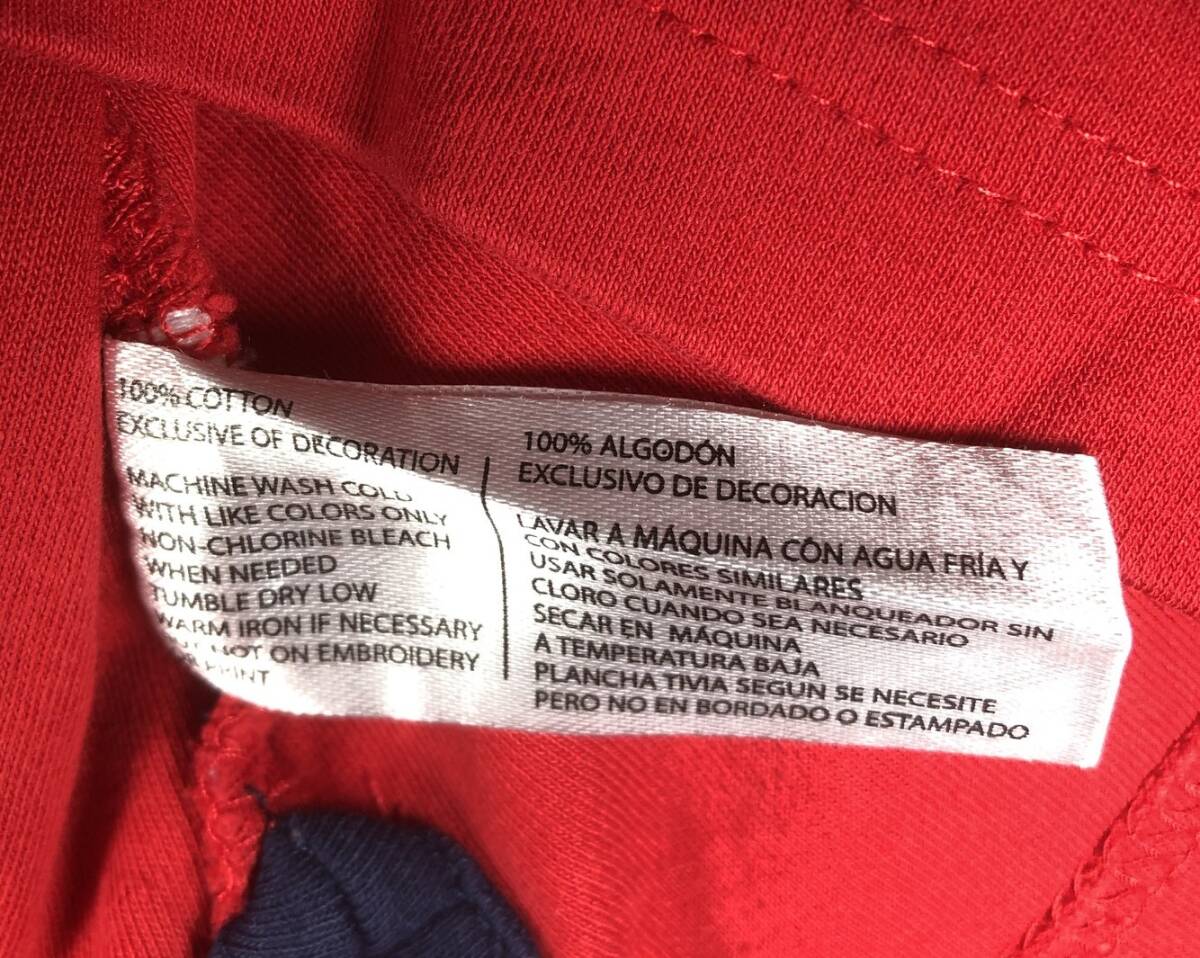 100% COTTON
EXCLUSIVE OF DECORATION
MACHINE WASH COLD
WITH LIKE COLORS ONLY
NON-CHLORINE BLEACH
WHEN NEEDED
TUMBLE DRY LOW
WARM IRON IF NECESSARY
NOT ON EMBROIDERY
OR PRINT
100% ALGODÓN
EXCLUSIVO DE DECORACION
LAVAR A MÁQUINA CÓN AGUA FRÍA Y
CON COLORES SIMILARES
USAR SOLAMENTE BLANQUEADOR SIN
CLORO CUANDO SEA NECESARIO
SECAR EN MÁQUINA
A TEMPERATURA BAJA
PLANCHA TIVIA SEGUN SE NECESITE
PERO NO EN BORDADO O ESTAMPADO